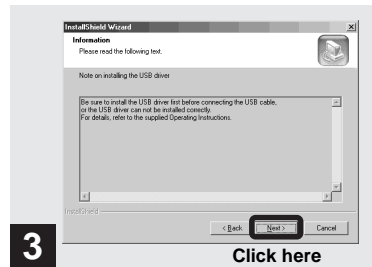 InstallShield Wizard
Information
Please read the following text.
Note on installing the USB driver
Be sure to install the USB driver first before connecting the USB cable,
or the USB driver can not be installed correctly.
For details, refer to the supplied Operating Instructions.
InstallShield
< Back Next > Cancel
3
Click here